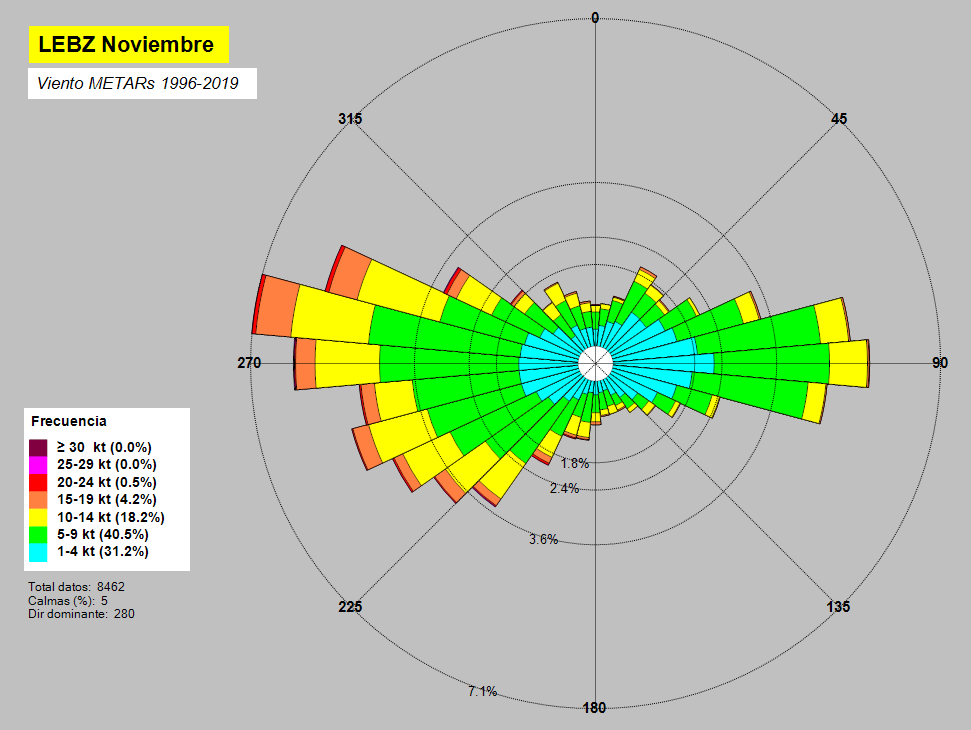 LEBZ Noviembre
Viento METARs 1996-2019
0
315
45
270
90
225
135
180
1.8%
2.4%
3.6%
7.1%
Frecuencia
≥ 30 kt (0.0%)
25-29 kt (0.0%)
20-24 kt (0.5%)
15-19 kt (4.2%)
10-14 kt (18.2%)
5-9 kt (40.5%)
1-4 kt (31.2%)
Total datos: 8462
Calmas (%): 5
Dir dominante: 280